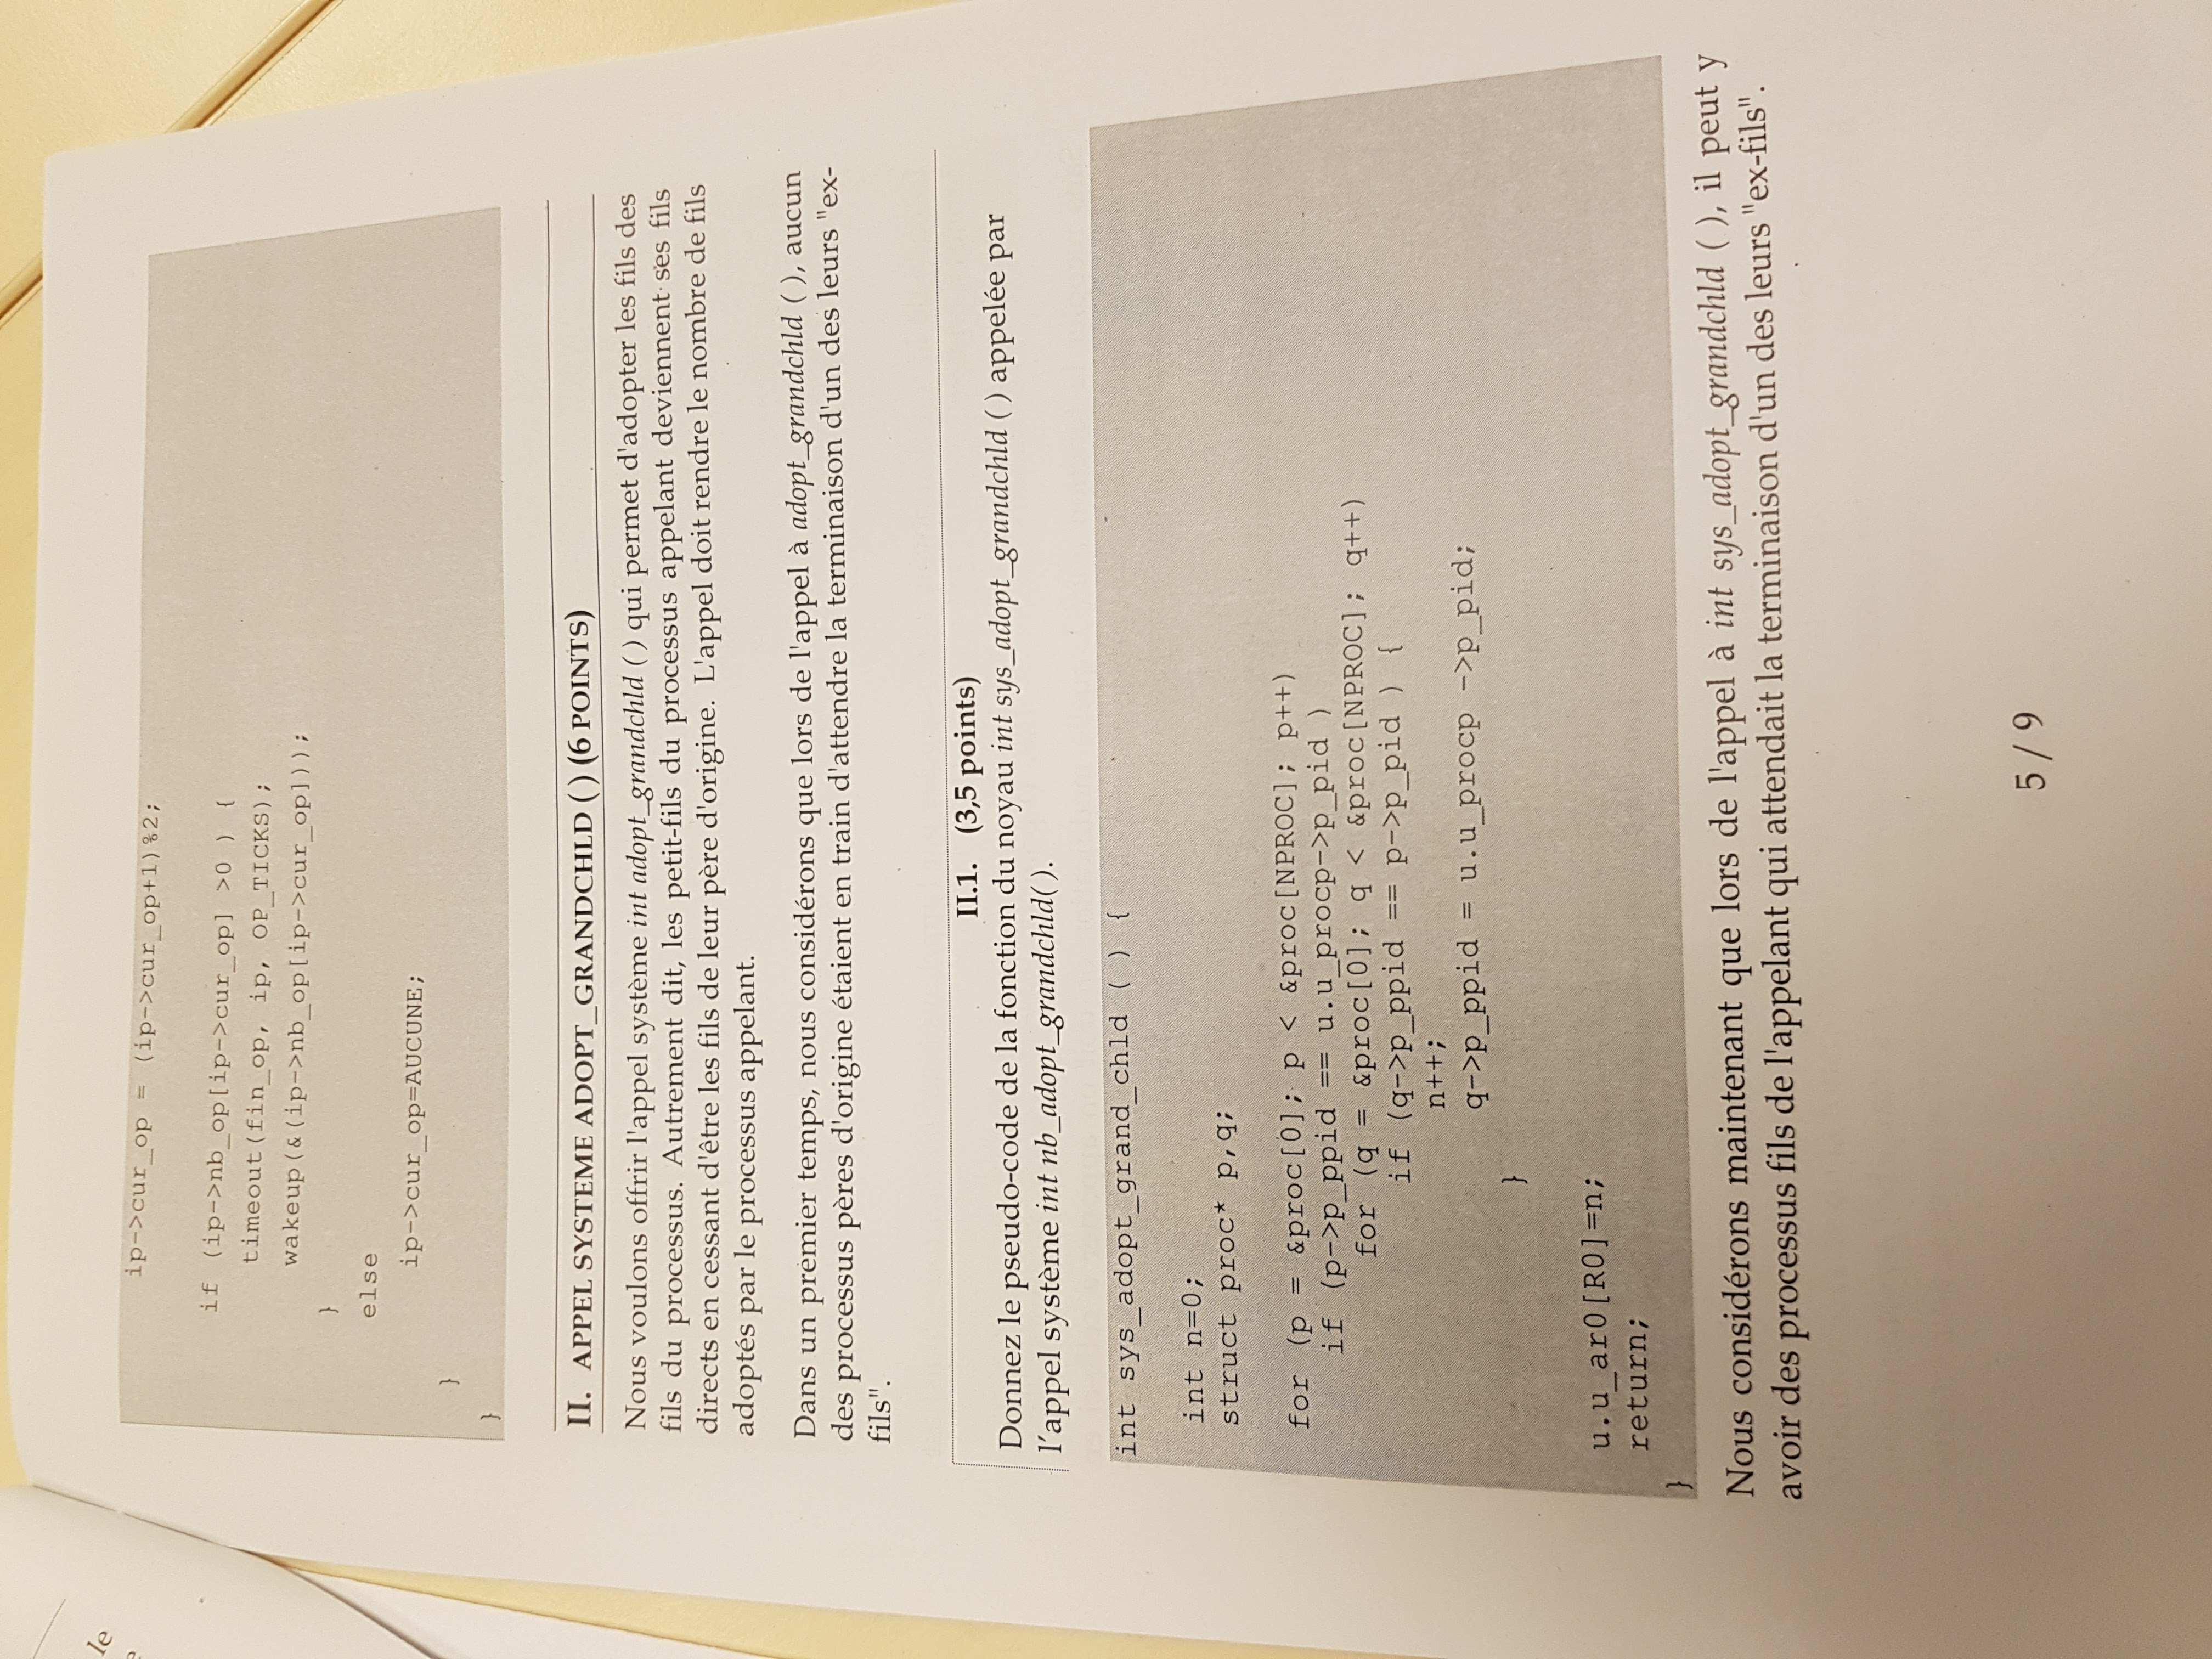 le
ip->cur_op = (ip->cur_op+1)%2;
if (ip->nb_op[ip->cur_op] >0 ) {
timeout(fin_op, ip, OP_TICKS);
wakeup(&(ip->nb_op[ip->cur_op]));
}
else
ip->cur_op=AUCUNE;
}
}
II. APPEL SYSTEME ADOPT_GRANDCHLD ( ) (6 POINTS)
Nous voulons offrir l'appel système int adopt_grandchld ( ) qui permet d'adopter les fils des
fils du processus. Autrement dit, les petit-fils du processus appelant deviennent ses fils
directs en cessant d'être les fils de leur père d'origine. L'appel doit rendre le nombre de fils
adoptés par le processus appelant.
Dans un premier temps, nous considérons que lors de l'appel à adopt_grandchld ( ), aucun
des processus pères d'origine étaient en train d'attendre la terminaison d'un des leurs "ex-
fils".
II.1. (3,5 points)
Donnez le pseudo-code de la fonction du noyau int sys_adopt_grandchld ( ) appelée par
l'appel système int nb_adopt_grandchld( ).
int sys_adopt_grand_chld ( ) {
int n=0;
struct proc* p,q;
for (p = &proc[0]; p < &proc[NPROC]; p++)
if (p->p_ppid == u.u_procp->p_pid )
for (q = &proc[0]; q < &proc[NPROC]; q++)
if (q->p_ppid == p->p_pid ) {
n++;
q->p_ppid = u.u_procp ->p_pid;
}
u.u_ar0[R0]=n;
return;
}
Nous considérons maintenant que lors de l'appel à int sys_adopt_grandchld ( ), il peut y
avoir des processus fils de l'appelant qui attendait la terminaison d'un des leurs "ex-fils".
5 / 9